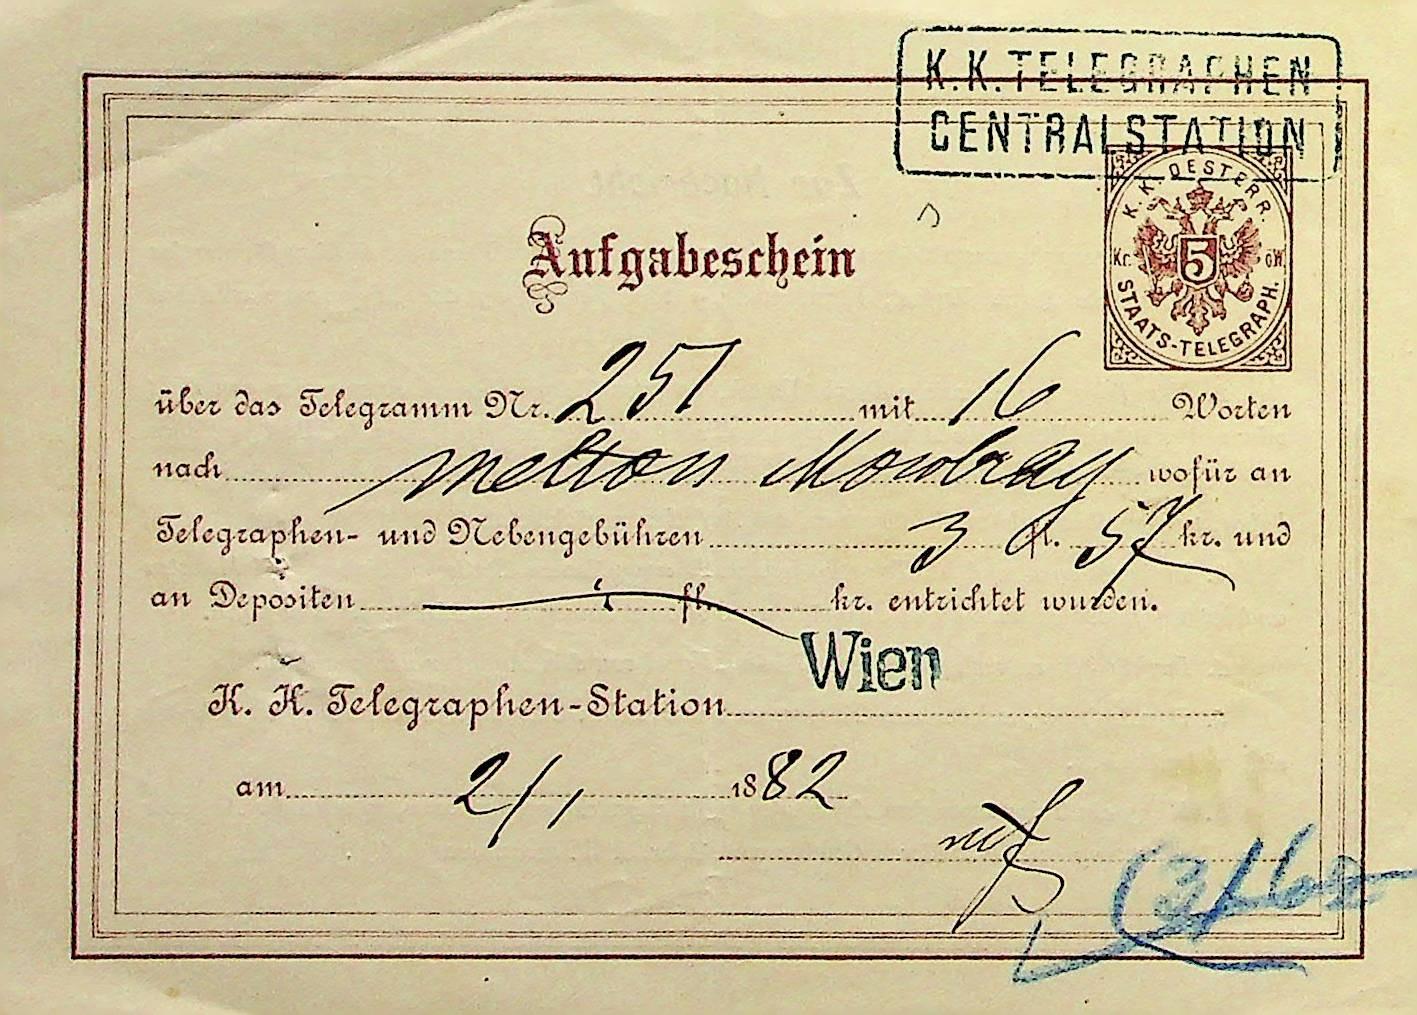 K.K. TELEGRAPHEN
CENTRALSTATION
K. K. OESTERR.
Kr. 5 öW.
STAATS-TELEGRAPH.
Aufgabeschein
über das Telegramm Nr. 251 mit 16 Worten
nach Melton Mowbray wofür an
Telegraphen- und Nebengebühren 3 fl. 57 kr. und
an Depositen fl. kr. entrichtet wurden.
Wien
K. K. Telegraphen-Station
am 2/1 1882